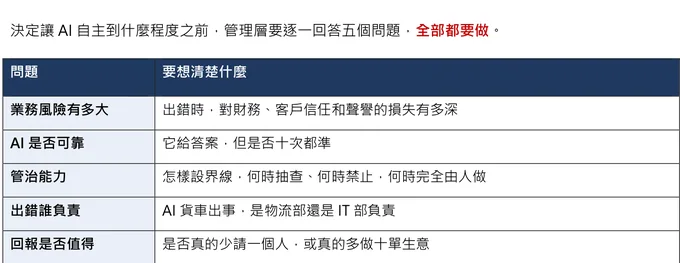 決定讓 AI 自主到什麼程度之前，管理層要逐一回答五個問題，全部都要做。
問題 要想清楚什麼
業務風險有多大 出錯時，對財務、客戶信任和聲譽的損失有多深
AI 是否可靠 它給答案，但是否十次都準
管治能力 怎樣設界線，何時抽查、何時禁止，何時完全由人做
出錯誰負責 AI 貨車出事，是物流部還是 IT 部負責
回報是否值得 是否真的少請一個人，或真的多做十單生意